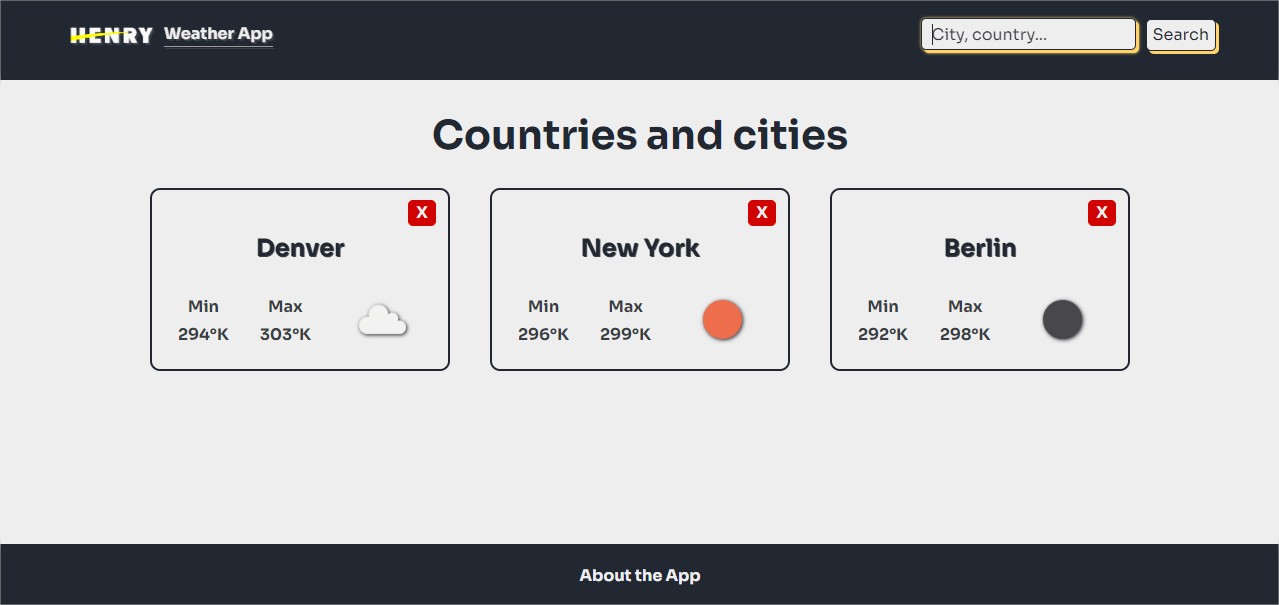 HENRY Weather App City, country... Search
Countries and cities
X X X
Denver New York Berlin
Min Max Min Max Min Max
294°K 303°K 296°K 299°K 292°K 298°K
About the App